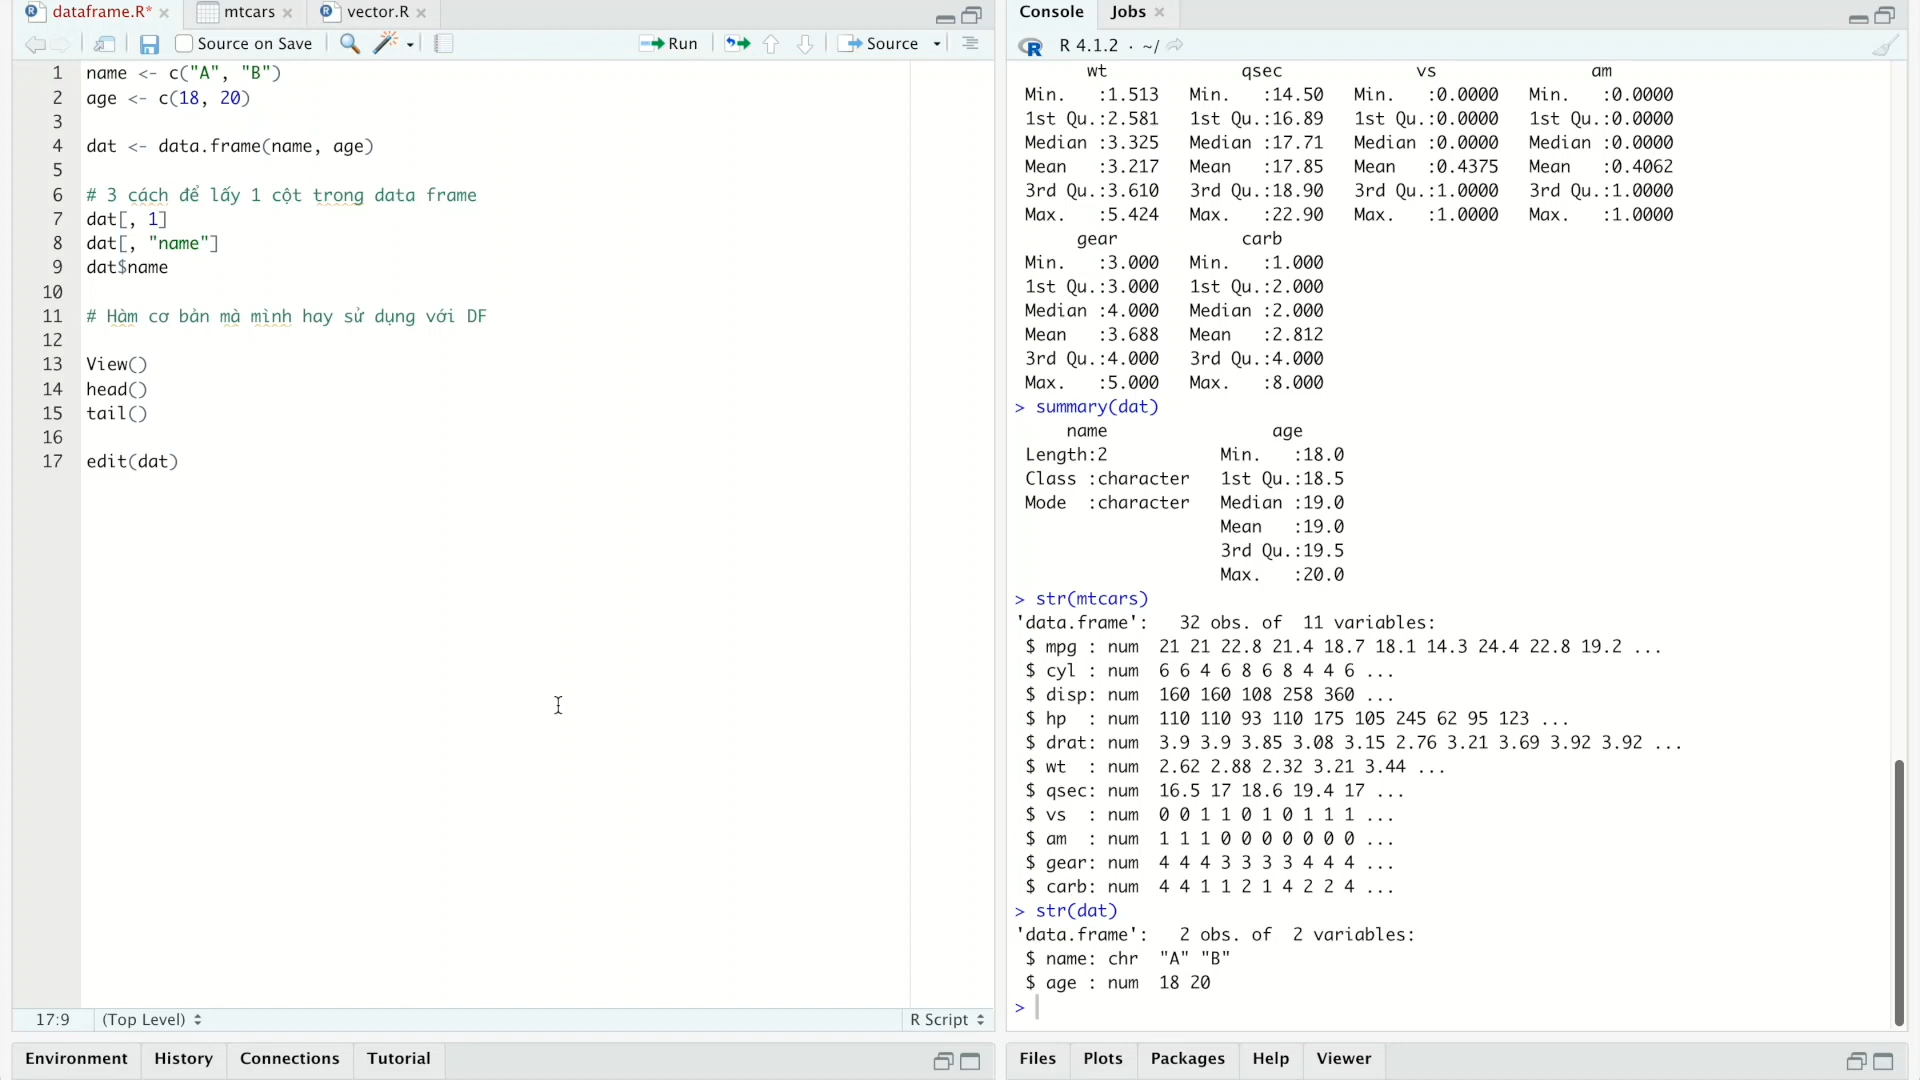 dataframe.R*
mtcars
vector.R
Source on Save
Run
Source
1 name <- c("A", "B")
2 age <- c(18, 20)
3
4 dat <- data.frame(name, age)
5
6 # 3 cách để lấy 1 cột trong data frame
7 dat[, 1]
8 dat[, "name"]
9 dat$name
10
11 # Hàm cơ bản mà mình hay sử dụng với DF
12
13 View()
14 head()
15 tail()
16
17 edit(dat)
17:9 (Top Level) R Script
Environment History Connections Tutorial
Console Jobs
R 4.1.2 · ~/
wt qsec vs am
Min. :1.513 Min. :14.50 Min. :0.0000 Min. :0.0000
1st Qu.:2.581 1st Qu.:16.89 1st Qu.:0.0000 1st Qu.:0.0000
Median :3.325 Median :17.71 Median :0.0000 Median :0.0000
Mean :3.217 Mean :17.85 Mean :0.4375 Mean :0.4062
3rd Qu.:3.610 3rd Qu.:18.90 3rd Qu.:1.0000 3rd Qu.:1.0000
Max. :5.424 Max. :22.90 Max. :1.0000 Max. :1.0000
gear carb
Min. :3.000 Min. :1.000
1st Qu.:3.000 1st Qu.:2.000
Median :4.000 Median :2.000
Mean :3.688 Mean :2.812
3rd Qu.:4.000 3rd Qu.:4.000
Max. :5.000 Max. :8.000
> summary(dat)
name age
Length:2 Min. :18.0
Class :character 1st Qu.:18.5
Mode :character Median :19.0
Mean :19.0
3rd Qu.:19.5
Max. :20.0
> str(mtcars)
'data.frame': 32 obs. of 11 variables:
$ mpg : num 21 21 22.8 21.4 18.7 18.1 14.3 24.4 22.8 19.2 ...
$ cyl : num 6 6 4 6 8 6 8 4 4 6 ...
$ disp: num 160 160 108 258 360 ...
$ hp : num 110 110 93 110 175 105 245 62 95 123 ...
$ drat: num 3.9 3.9 3.85 3.08 3.15 2.76 3.21 3.69 3.92 3.92 ...
$ wt : num 2.62 2.88 2.32 3.21 3.44 ...
$ qsec: num 16.5 17 18.6 19.4 17 ...
$ vs : num 0 0 1 1 0 1 0 1 1 1 ...
$ am : num 1 1 1 0 0 0 0 0 0 0 ...
$ gear: num 4 4 4 3 3 3 3 4 4 4 ...
$ carb: num 4 4 1 1 2 1 4 2 2 4 ...
> str(dat)
'data.frame': 2 obs. of 2 variables:
$ name: chr "A" "B"
$ age : num 18 20
>
Files Plots Packages Help Viewer